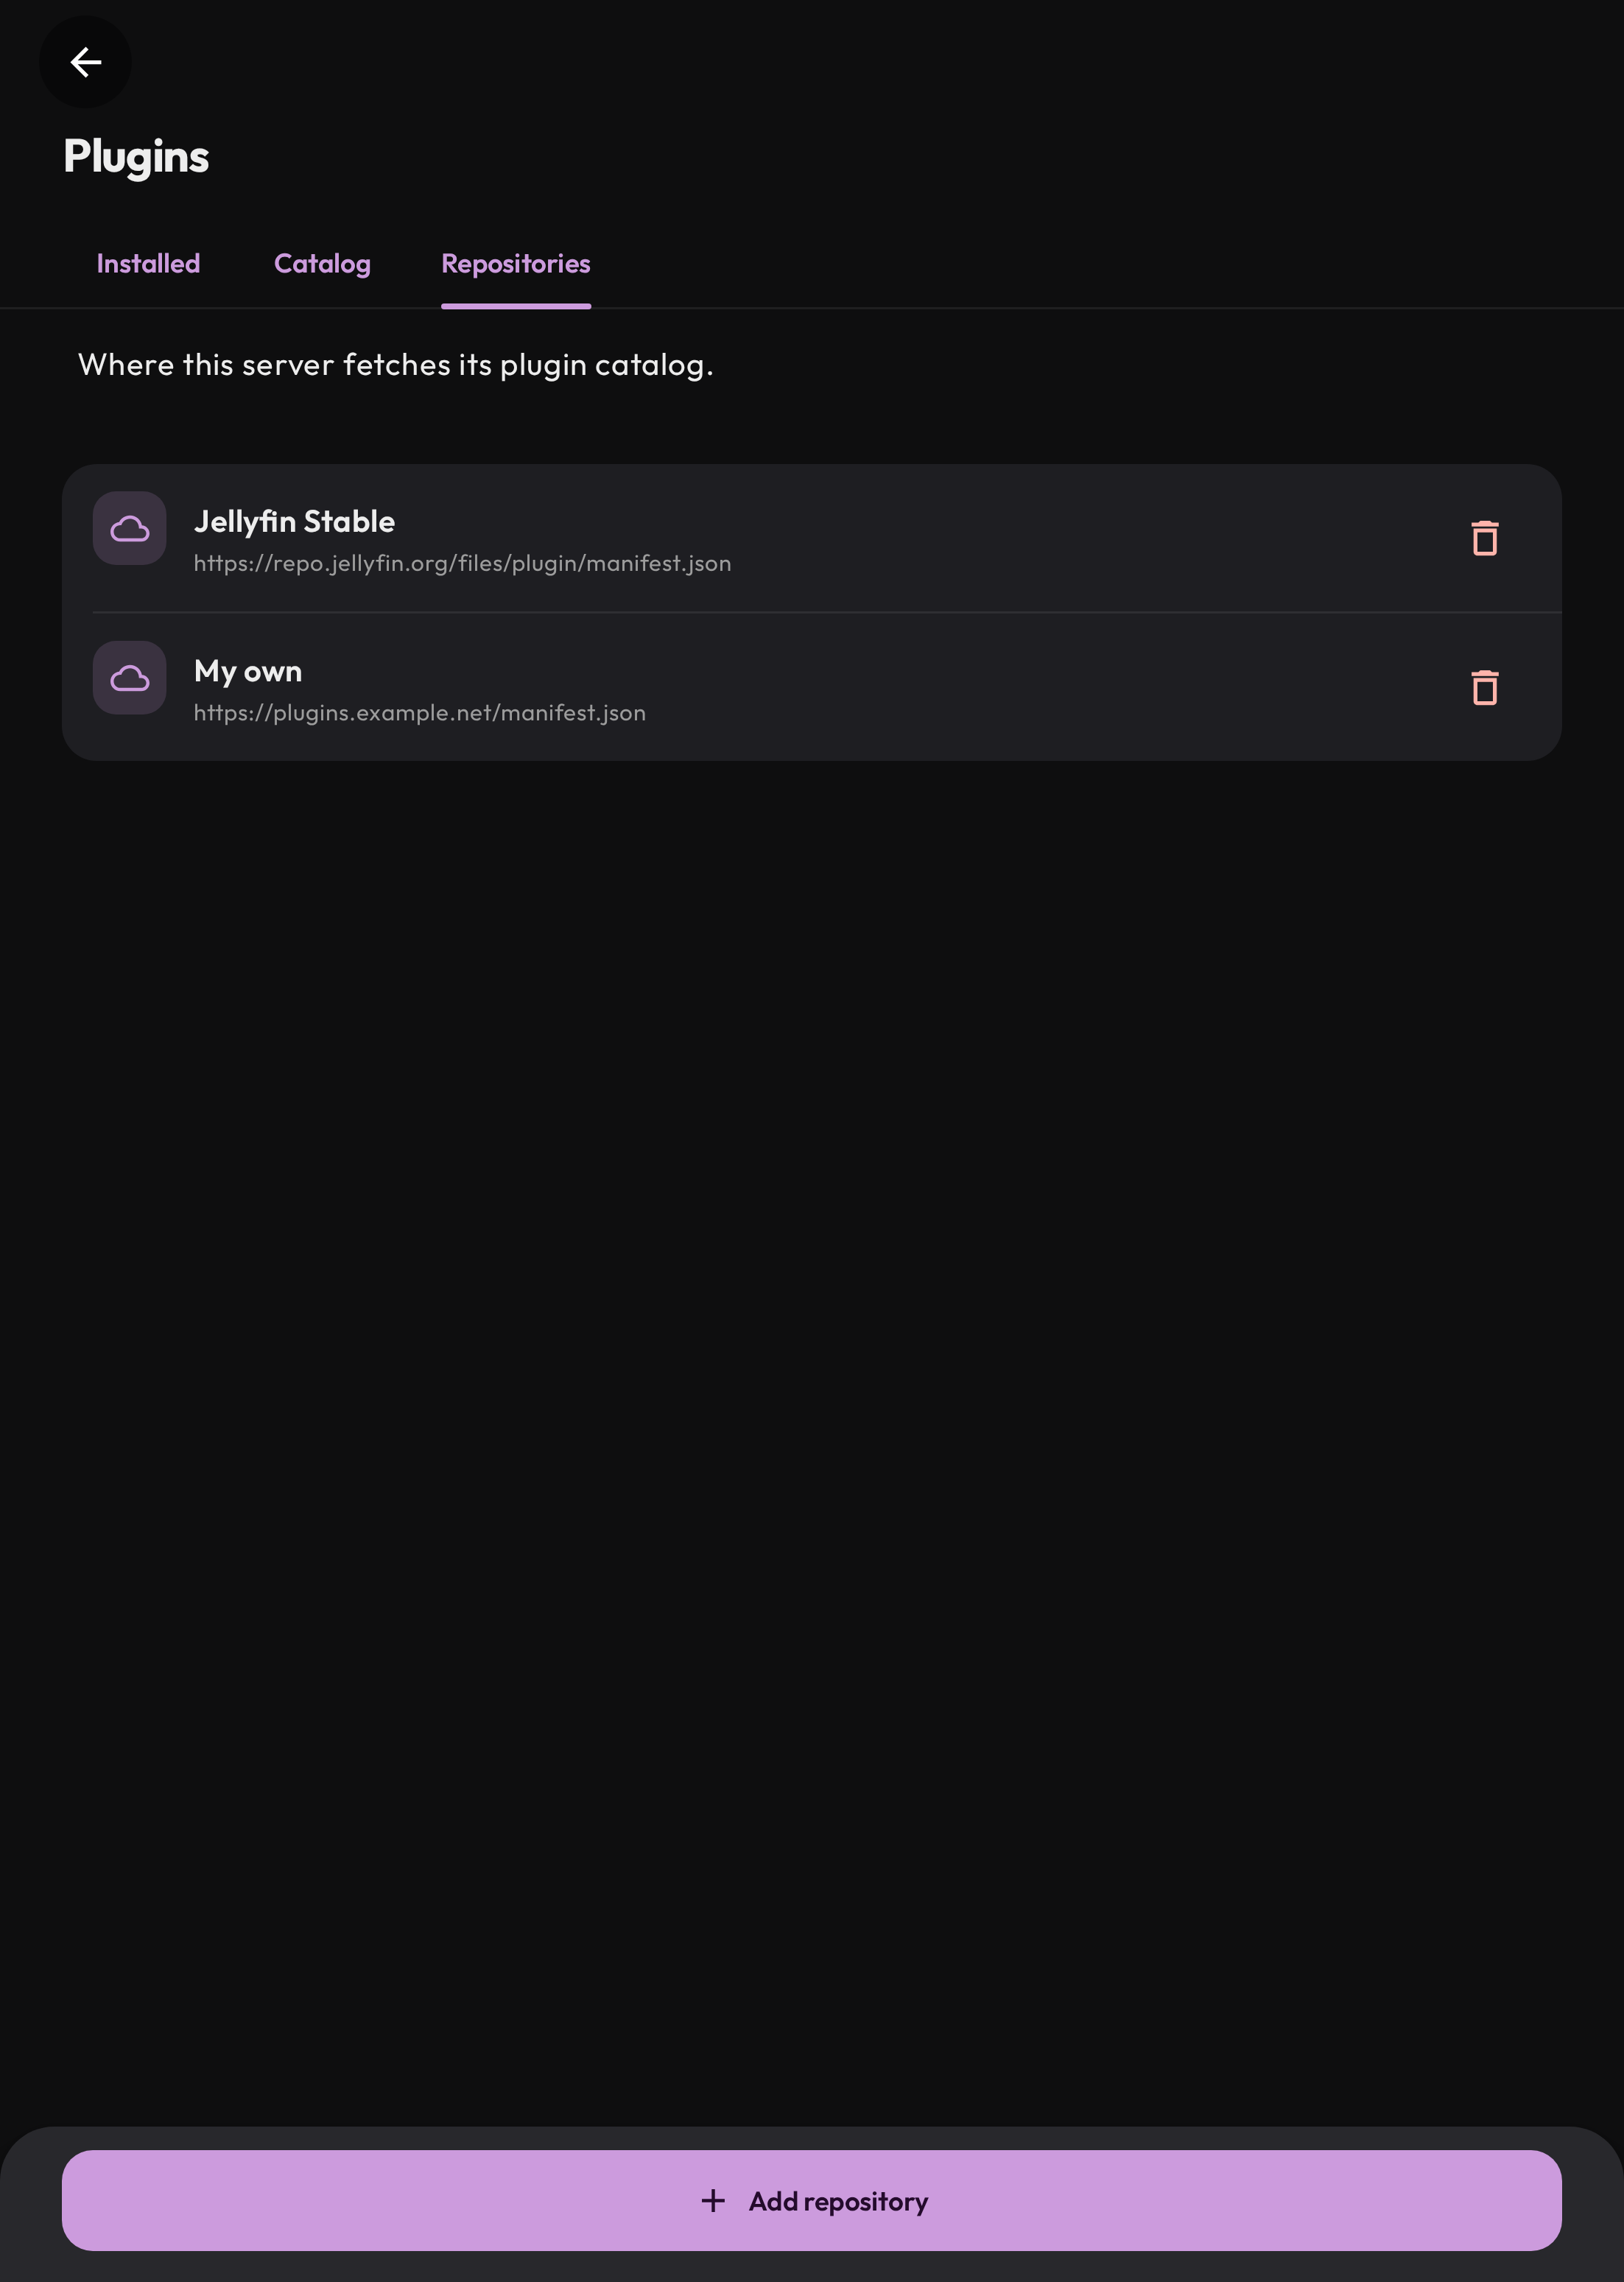 Plugins
Installed
Catalog
Repositories
Where this server fetches its plugin catalog.
Jellyfin Stable
https://repo.jellyfin.org/files/plugin/manifest.json
My own
https://plugins.example.net/manifest.json
Add repository